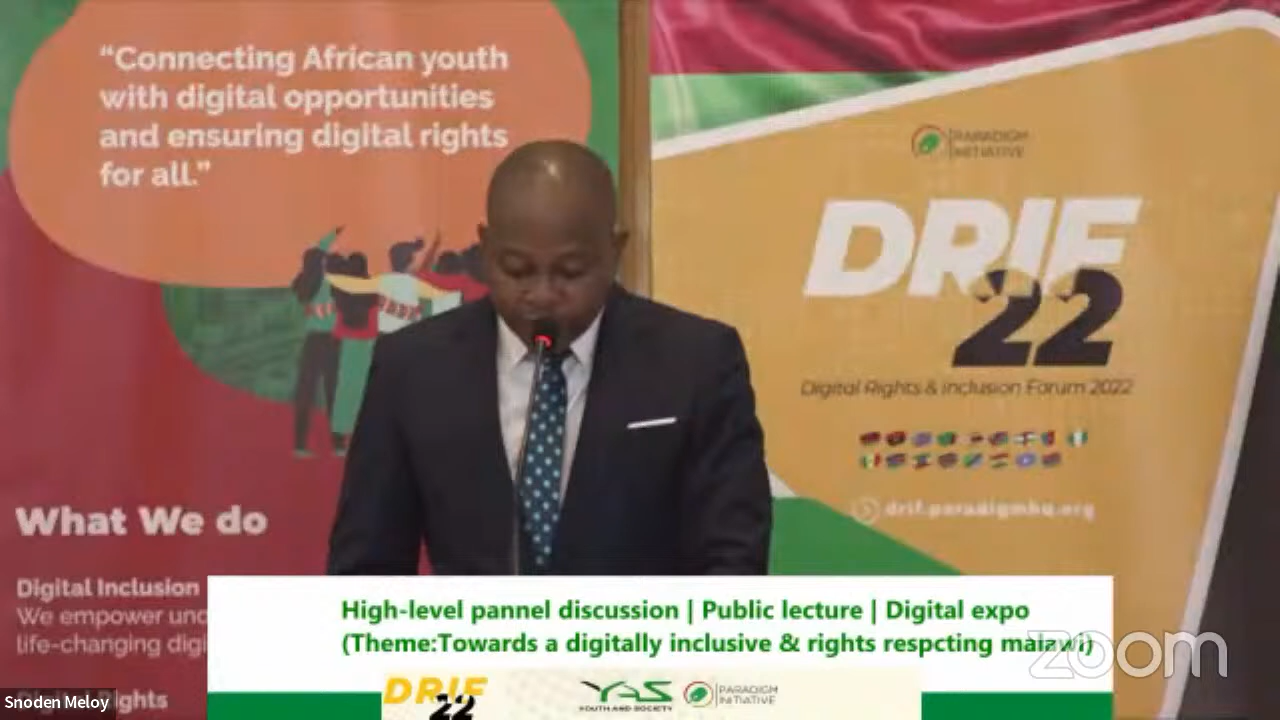 “Connecting African youth
with digital opportunities
and ensuring digital rights
for all.”
PARADIGM
INITIATIVE
DRIF
22
Digital Rights & Inclusion Forum 2022
drif.paradigmhq.org
What We do
Digital Inclusion
We empower und
life-changing digi
Rights
High-level pannel discussion | Public lecture | Digital expo
(Theme:Towards a digitally inclusive & rights respcting malawi)
zoom
DRIF
22
YAS
YOUTH AND SOCIETY
PARADIGM
INITIATIVE
Snoden Meloy